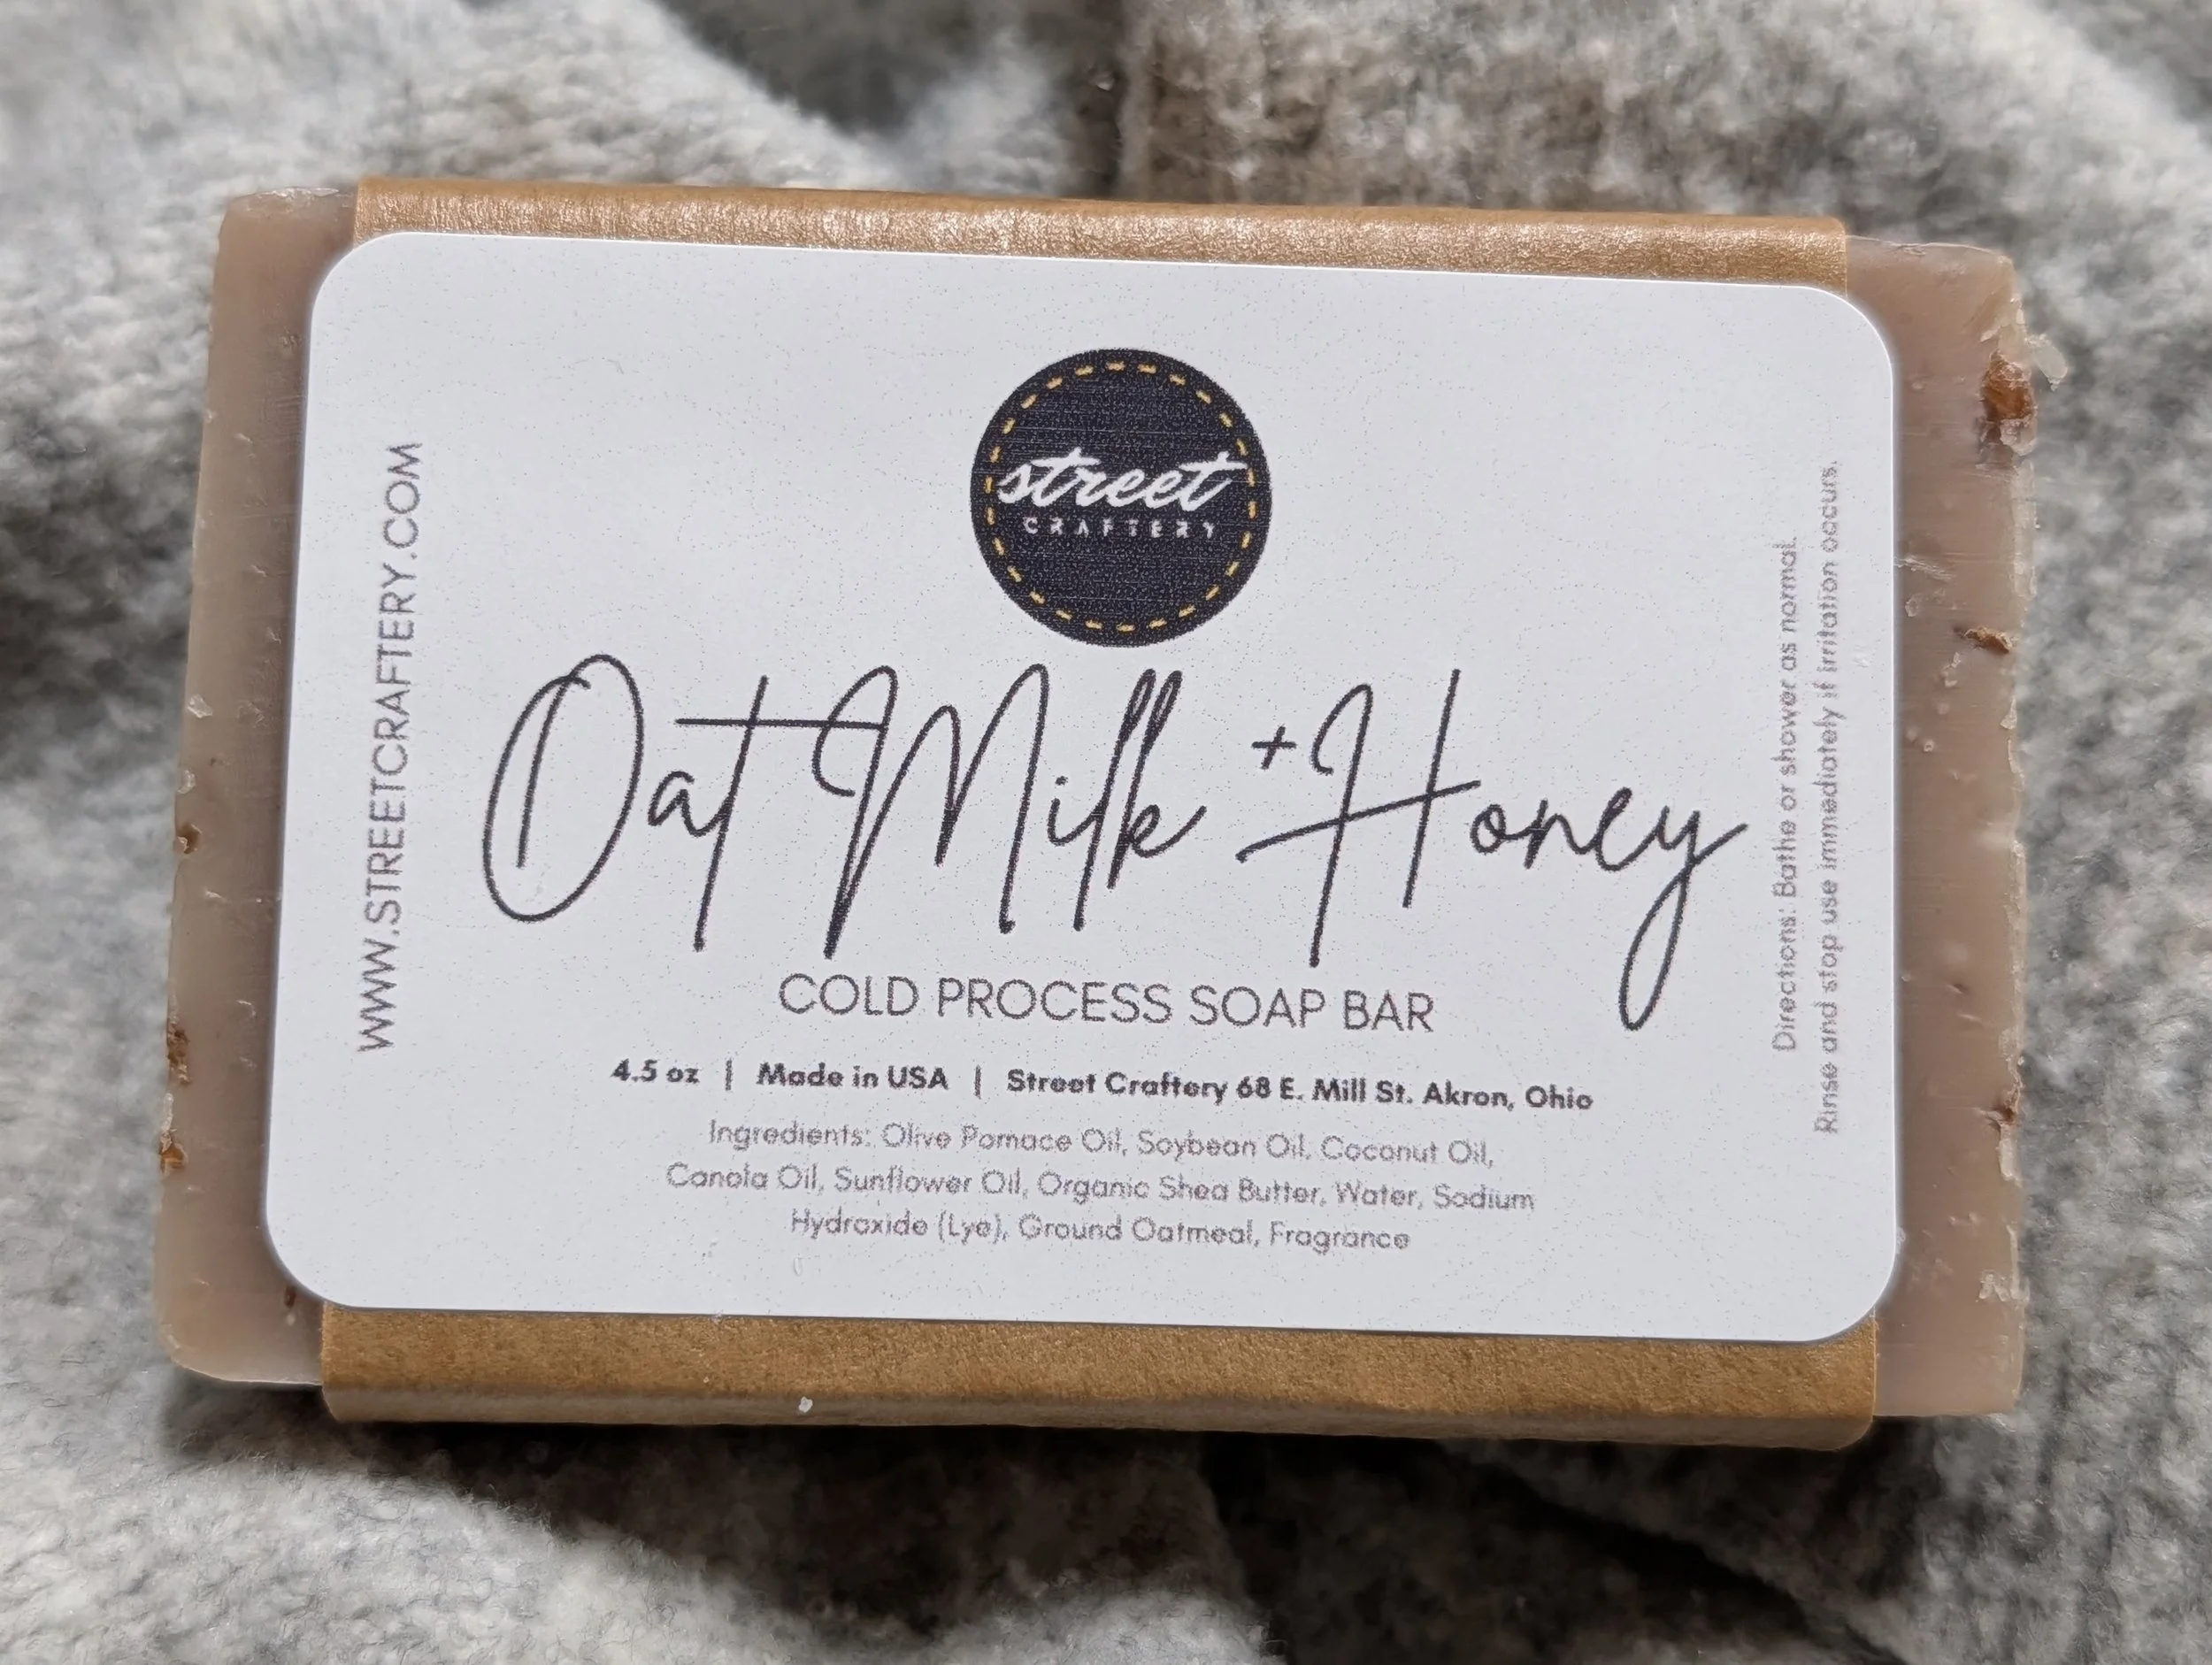 street
CRAFTERY
Oat Milk + Honey
COLD PROCESS SOAP BAR
4.5 oz | Made in USA | Street Craftery 68 E. Mill St. Akron, Ohio
Ingredients: Olive Pomace Oil, Soybean Oil, Coconut Oil,
Canola Oil, Sunflower Oil, Organic Shea Butter, Water, Sodium
Hydroxide (Lye), Ground Oatmeal, Fragrance
WWW.STREETCRAFTERY.COM
Directions: Bathe or shower as normal.
Rinse and stop use immediately if irritation occurs.